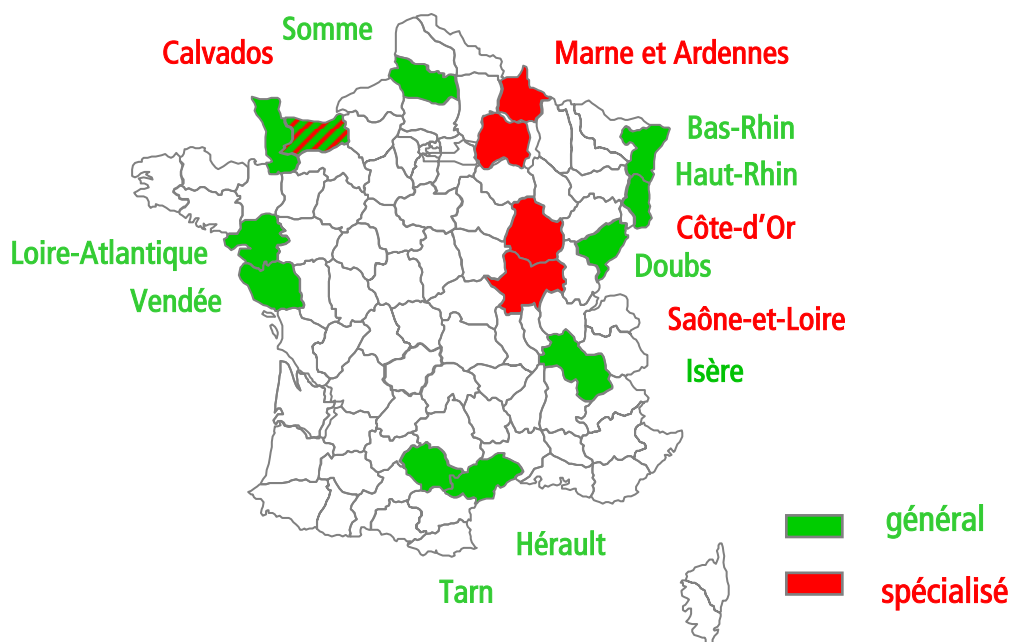 Somme
Calvados
Marne et Ardennes
Bas-Rhin
Haut-Rhin
Côte-d'Or
Loire-Atlantique
Doubs
Vendée
Saône-et-Loire
Isère
général
Hérault
spécialisé
Tarn